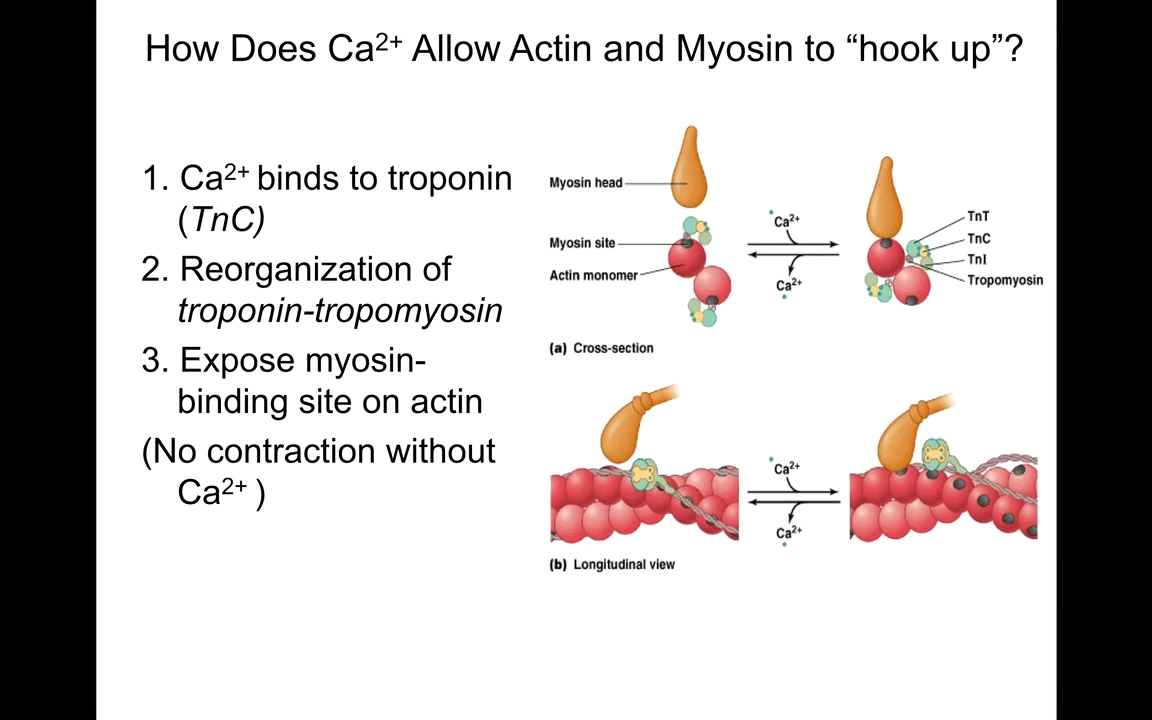 How Does Ca²⁺ Allow Actin and Myosin to “hook up”?
1. Ca²⁺ binds to troponin
(TnC)
2. Reorganization of
troponin-tropomyosin
3. Expose myosin-
binding site on actin
(No contraction without
Ca²⁺ )
Myosin head
Myosin site
Actin monomer
Ca²⁺
Ca²⁺
TnT
TnC
TnI
Tropomyosin
(a) Cross-section
Ca²⁺
Ca²⁺
(b) Longitudinal view